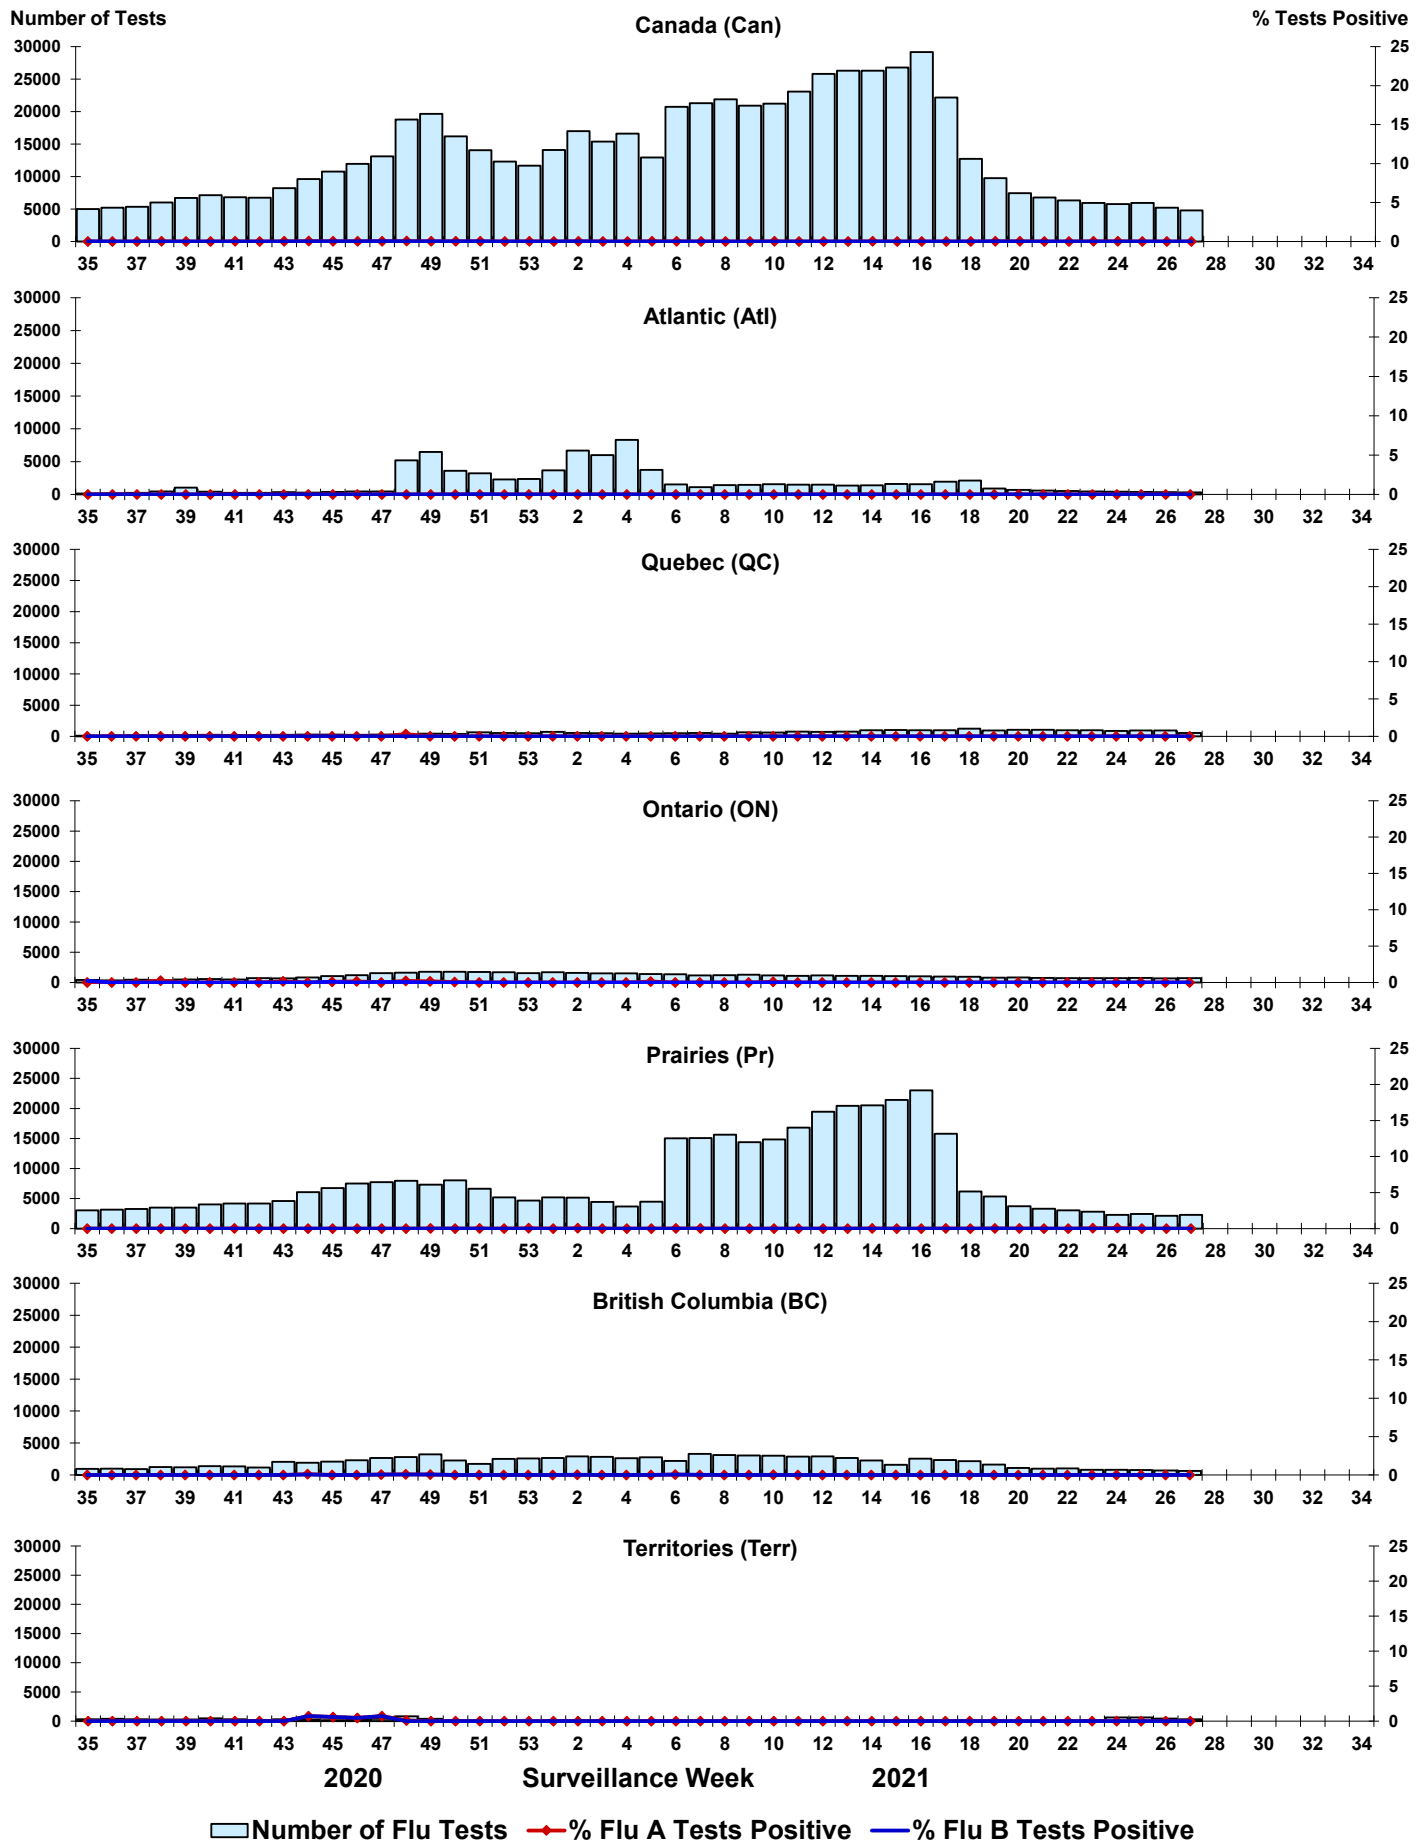 Number of Tests
Canada (Can)
% Tests Positive
30000 25000 20000 15000 10000 5000 0
25 20 15 10 5 0
35 37 39 41 43 45 47 49 51 53 2 4 6 8 10 12 14 16 18 20 22 24 26 28 30 32 34
Atlantic (Atl)
30000 25000 20000 15000 10000 5000 0
25 20 15 10 5 0
35 37 39 41 43 45 47 49 51 53 2 4 6 8 10 12 14 16 18 20 22 24 26 28 30 32 34
Quebec (QC)
30000 25000 20000 15000 10000 5000 0
25 20 15 10 5 0
35 37 39 41 43 45 47 49 51 53 2 4 6 8 10 12 14 16 18 20 22 24 26 28 30 32 34
Ontario (ON)
30000 25000 20000 15000 10000 5000 0
25 20 15 10 5 0
35 37 39 41 43 45 47 49 51 53 2 4 6 8 10 12 14 16 18 20 22 24 26 28 30 32 34
Prairies (Pr)
30000 25000 20000 15000 10000 5000 0
25 20 15 10 5 0
35 37 39 41 43 45 47 49 51 53 2 4 6 8 10 12 14 16 18 20 22 24 26 28 30 32 34
British Columbia (BC)
30000 25000 20000 15000 10000 5000 0
25 20 15 10 5 0
35 37 39 41 43 45 47 49 51 53 2 4 6 8 10 12 14 16 18 20 22 24 26 28 30 32 34
Territories (Terr)
30000 25000 20000 15000 10000 5000 0
25 20 15 10 5 0
35 37 39 41 43 45 47 49 51 53 2 4 6 8 10 12 14 16 18 20 22 24 26 28 30 32 34
2020 Surveillance Week 2021
Number of Flu Tests % Flu A Tests Positive % Flu B Tests Positive